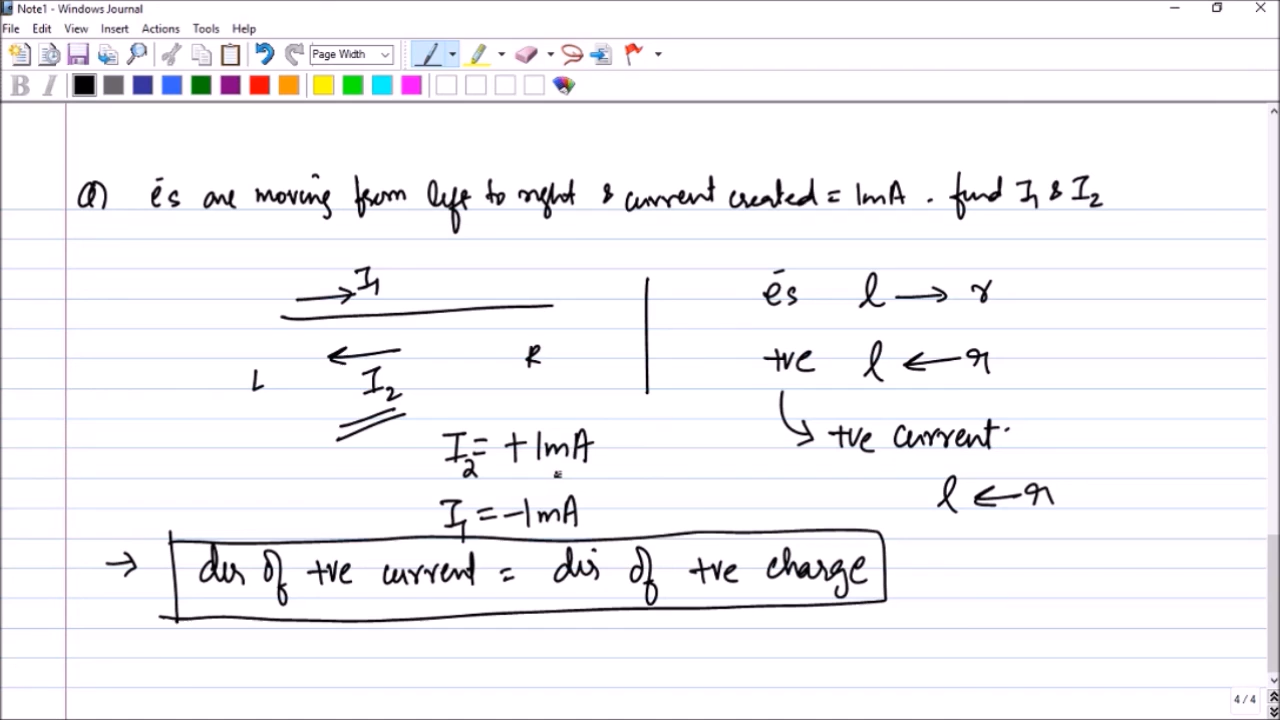 Note1 - Windows Journal
File Edit View Insert Actions Tools Help
Page Width
B I
Q) ēs are moving from left to right & current created = 1mA . find I₁ & I₂
I₁
ēs l → r
← R
+ve l ← r
L I₂
↳ +ve current.
I₂ = +1mA
l ← r
I₁ = -1mA
→ dir of +ve current = dir of +ve charge
4 / 4